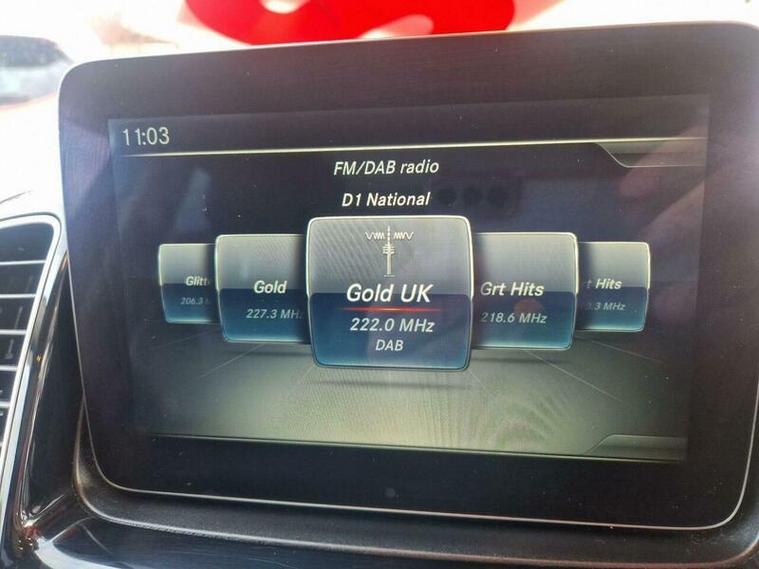 11:03
FM/DAB radio
D1 National
Gold UK
222.0 MHz
DAB
Gold
227.3 MHz
Grt Hits
218.6 MHz
Hits